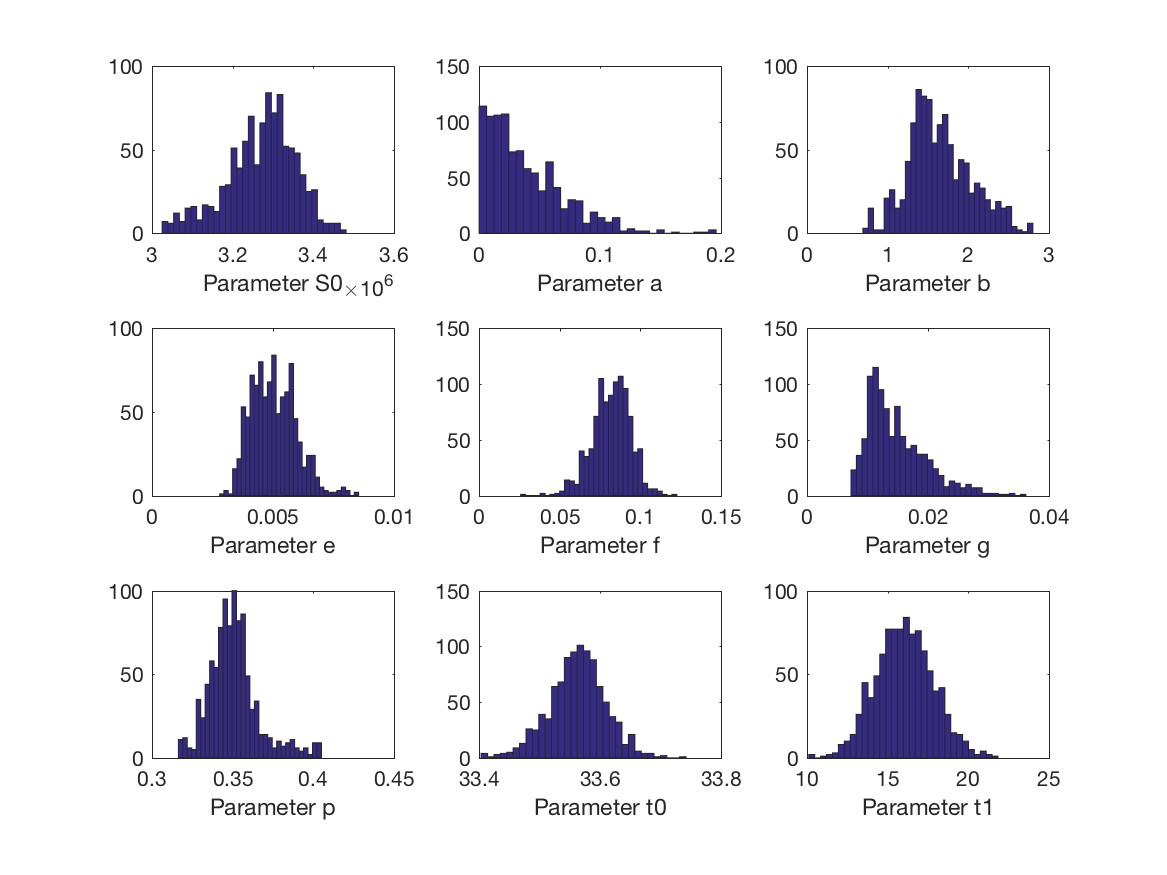 100
50
0
3 3.2 3.4 3.6
Parameter S0 ×10^6
150
100
50
0
0 0.1 0.2
Parameter a
100
50
0
0 1 2 3
Parameter b
100
50
0
0 0.005 0.01
Parameter e
150
100
50
0
0 0.05 0.1 0.15
Parameter f
150
100
50
0
0 0.02 0.04
Parameter g
100
50
0
0.3 0.35 0.4 0.45
Parameter p
150
100
50
0
33.4 33.6 33.8
Parameter t0
100
50
0
10 15 20 25
Parameter t1